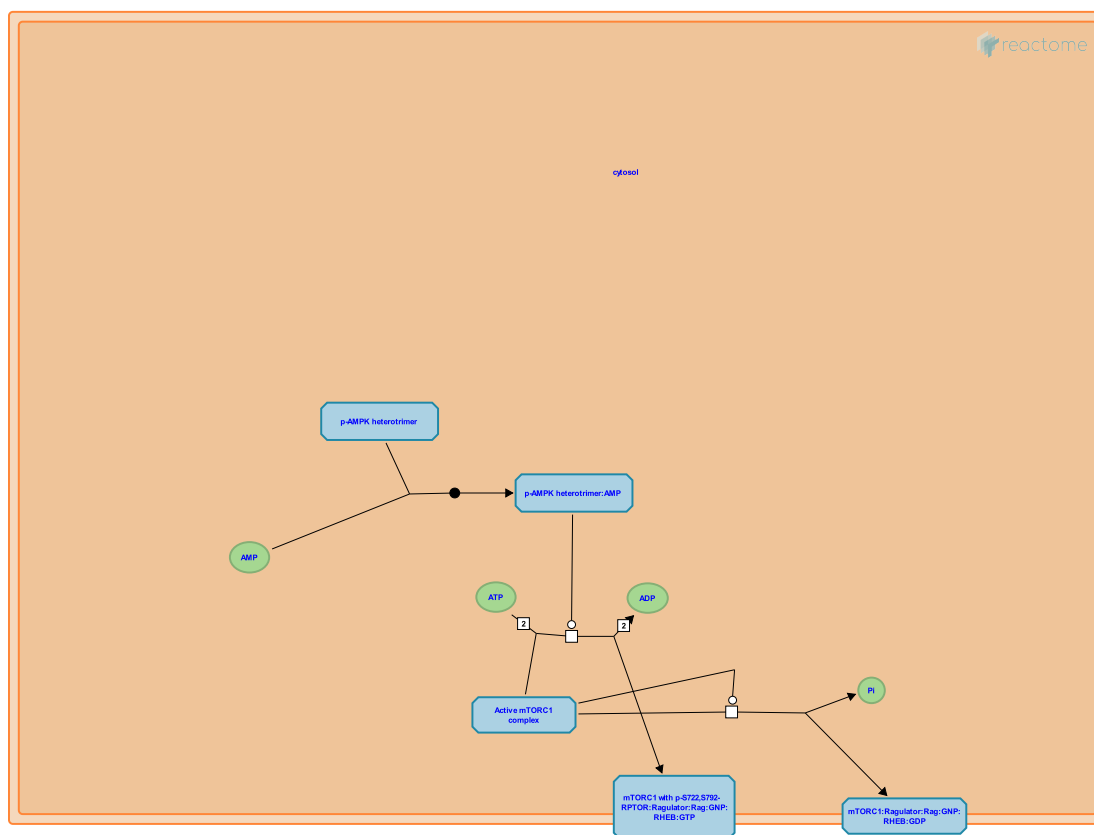 reactome
cytosol
p-AMPK heterotrimer
p-AMPK heterotrimer:AMP
AMP
ATP
ADP
2
2
Pi
Active mTORC1
complex
mTORC1 with p-S722,S792-
RPTOR:Ragulator:Rag:GNP:
RHEB:GTP
mTORC1:Ragulator:Rag:GNP:
RHEB:GDP